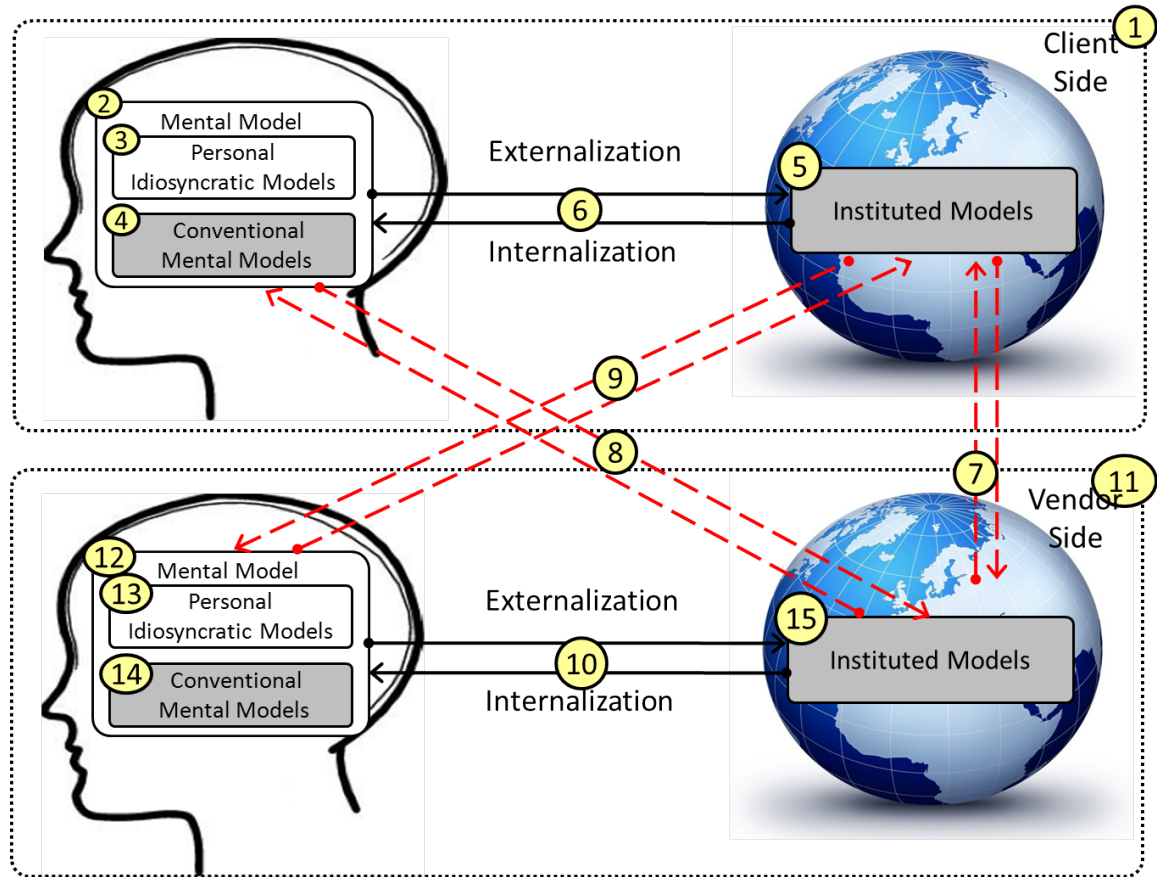 1
Client
Side
2
Mental Model
3
Personal
Idiosyncratic Models
4
Conventional
Mental Models
Externalization
6
Internalization
5
Instituted Models
9
8
7
11
Vendor
Side
12
Mental Model
13
Personal
Idiosyncratic Models
14
Conventional
Mental Models
Externalization
10
Internalization
15
Instituted Models